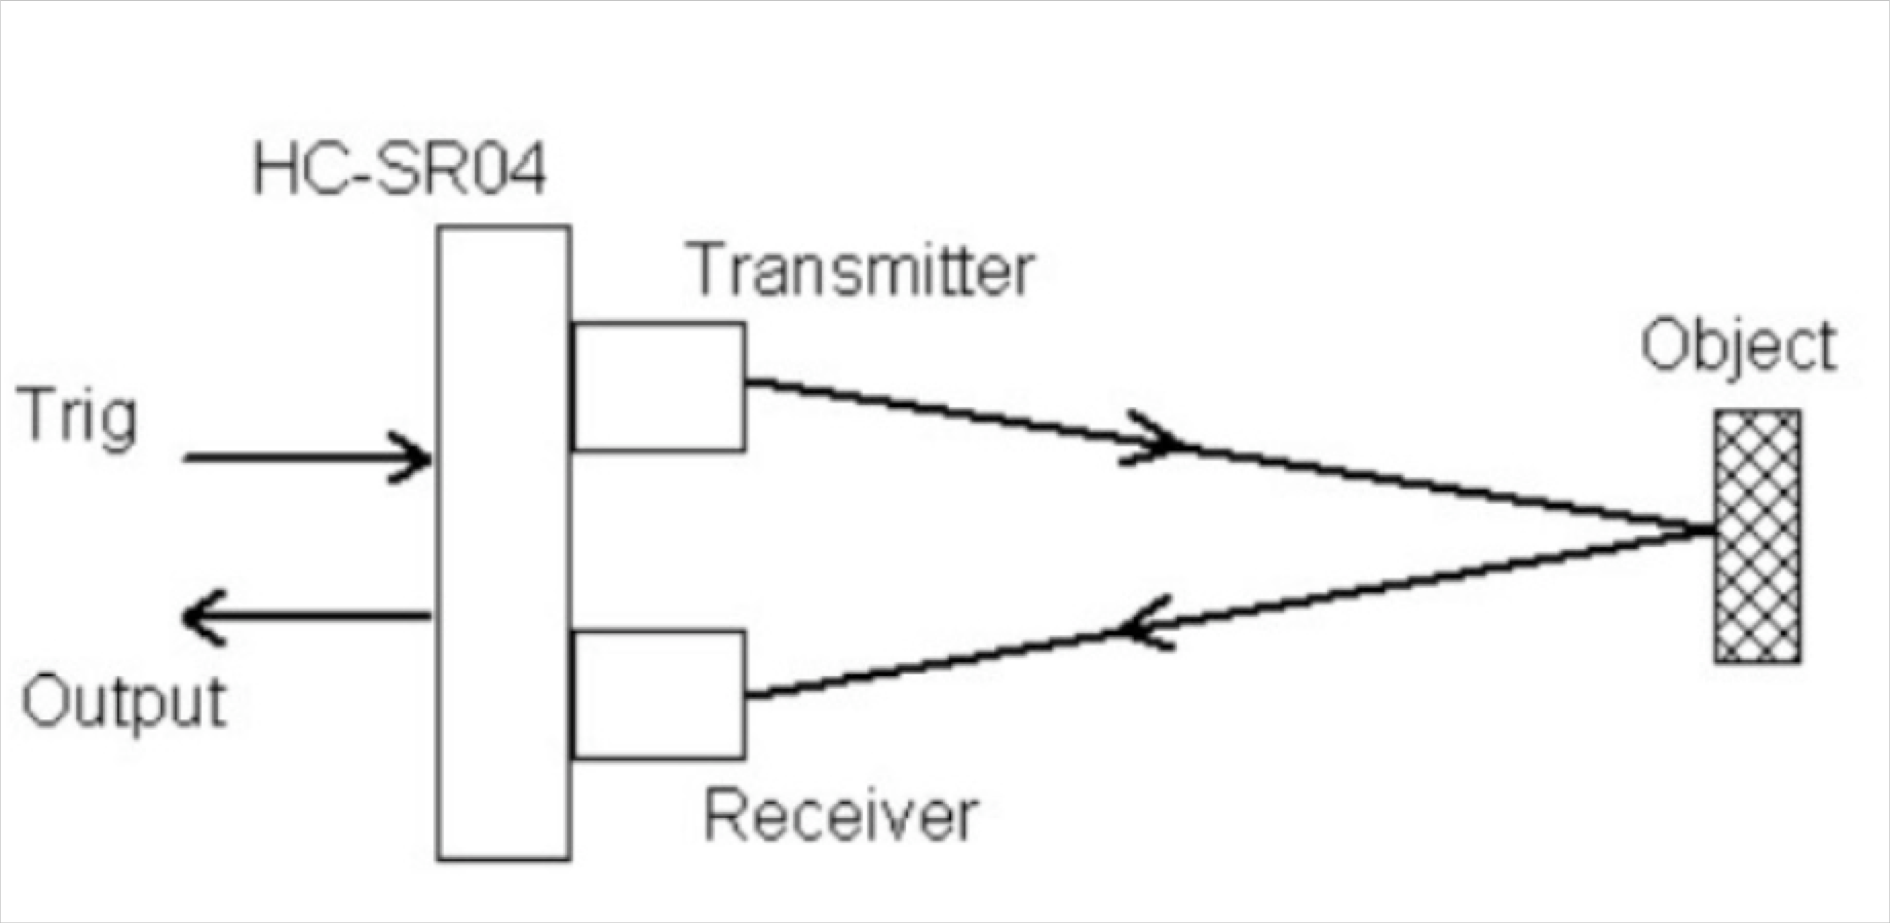 HC-SR04
Transmitter
Object
Trig
Output
Receiver